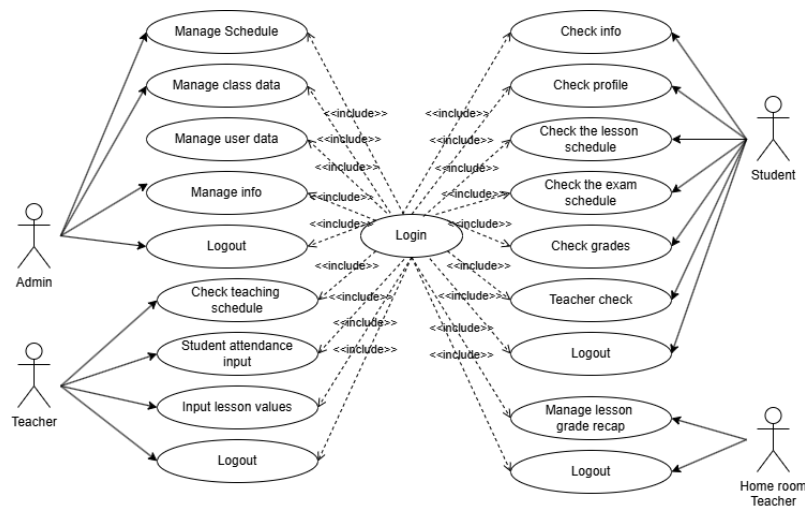 Manage Schedule
Check info
Manage class data
Check profile
<<include>>
<<include>>
Manage user data
<<include>>
<<include>>
Check the lesson
schedule
<<include>>
<<include>>
Manage info
<<include>>
<<include>>
Check the exam
schedule
Student
Admin
Logout
<<include>>
Login
<<include>>
Check grades
<<include>>
<<include>>
Check teaching
schedule
<<include>>
<<include>>
Teacher check
<<include>>
<<include>>
Teacher
Student attendance
input
<<include>>
<<include>>
Logout
Input lesson values
Manage lesson
grade recap
Logout
Logout
Home room
Teacher